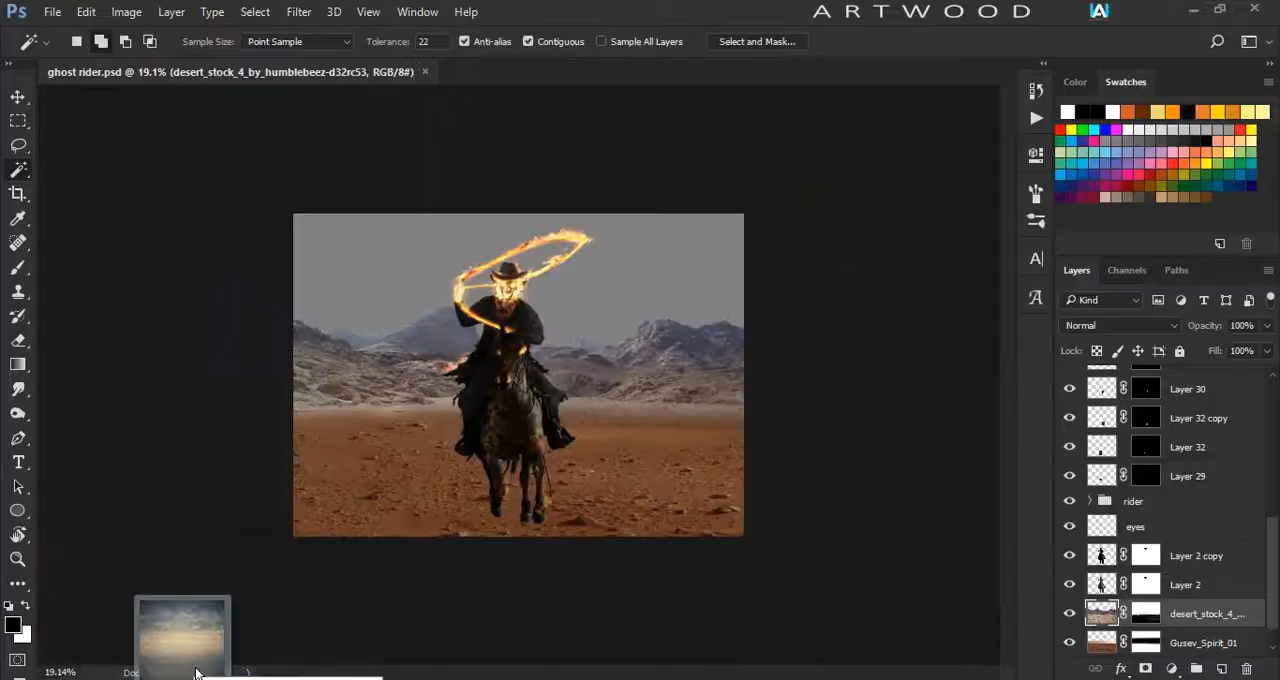 Ps File Edit Image Layer Type Select Filter 3D View Window Help
ARTWOOD
Sample Size: Point Sample Tolerance: 22 Anti-alias Contiguous Sample All Layers Select and Mask...
ghost rider.psd @ 19.1% (desert_stock_4_by_humblebeez-d32rc53, RGB/8#)
Color Swatches
Layers Channels Paths
Kind
Normal Opacity: 100%
Lock: Fill: 100%
Layer 30
Layer 32 copy
Layer 32
Layer 29
rider
eyes
Layer 2 copy
Layer 2
desert_stock_4_...
Gusev_Spirit_01
19.14% Doc